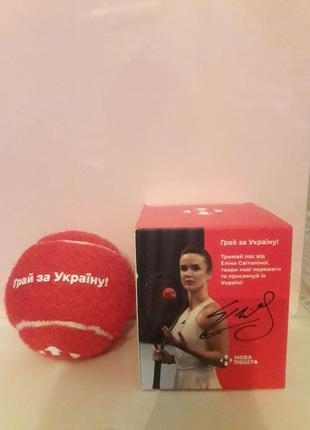 Грай за Україну!
Грай за Україну!
Тримай пас від
Еліни Світоліної,
твори нові перемоги
та присвячуй їх
Україні!
НОВА
ПОШТА